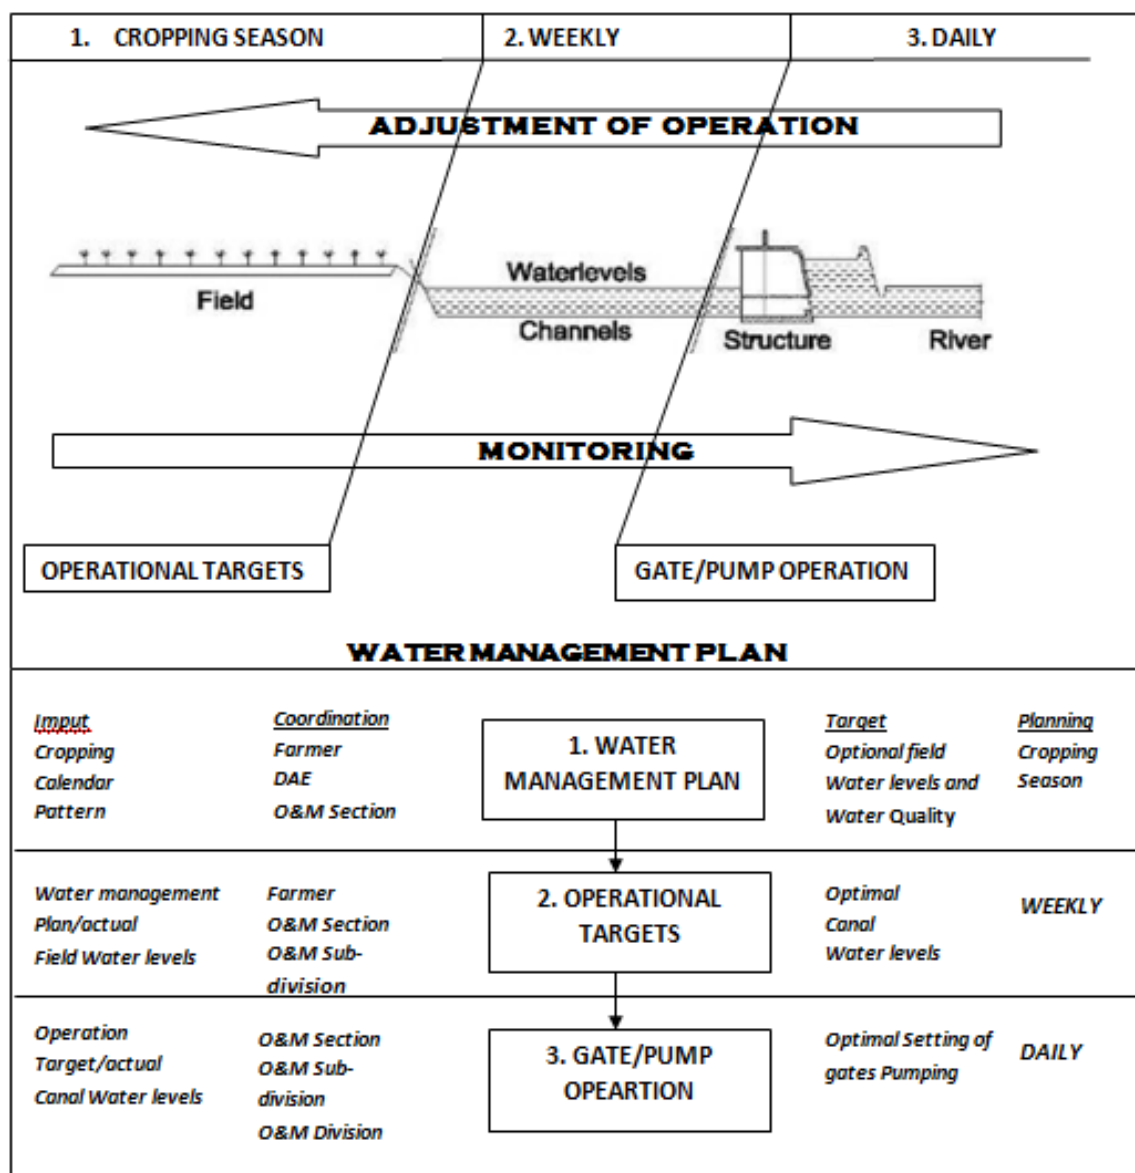 1. CROPPING SEASON
2. WEEKLY
3. DAILY
ADJUSTMENT OF OPERATION
Waterlevels
Field
Channels
Structure
River
MONITORING
OPERATIONAL TARGETS
GATE/PUMP OPERATION
WATER MANAGEMENT PLAN
Imput
Cropping
Calendar
Pattern
Coordination
Farmer
DAE
O&M Section
1. WATER
MANAGEMENT PLAN
Target
Optional field
Water levels and
Water Quality
Planning
Cropping
Season
Water management
Plan/actual
Field Water levels
Farmer
O&M Section
O&M Sub-
division
2. OPERATIONAL
TARGETS
Optimal
Canal
Water levels
WEEKLY
Operation
Target/actual
Canal Water levels
O&M Section
O&M Sub-
division
O&M Division
3. GATE/PUMP
OPEARTION
Optimal Setting of
gates Pumping
DAILY